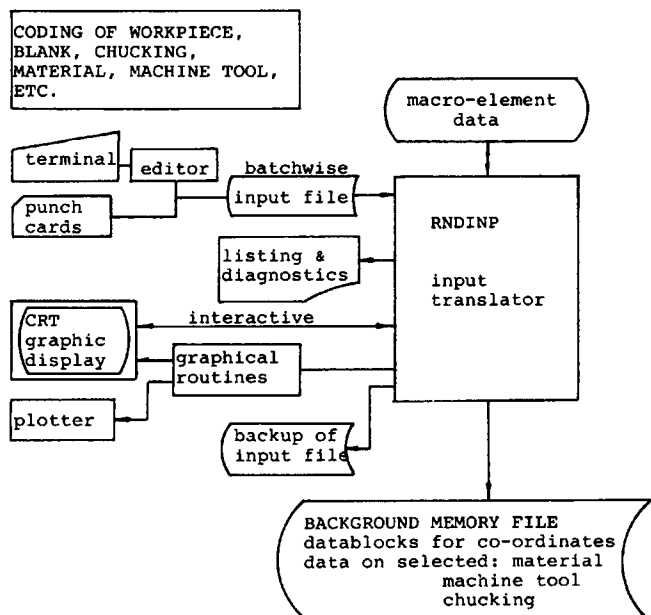 CODING OF WORKPIECE,
BLANK, CHUCKING,
MATERIAL, MACHINE TOOL,
ETC.
macro-element
data
terminal
editor
batchwise
input file
punch
cards
RNDINP
input
translator
listing &
diagnostics
CRT
graphic
display
interactive
graphical
routines
plotter
backup of
input file
BACKGROUND MEMORY FILE
datablocks for co-ordinates
data on selected: material
machine tool
chucking